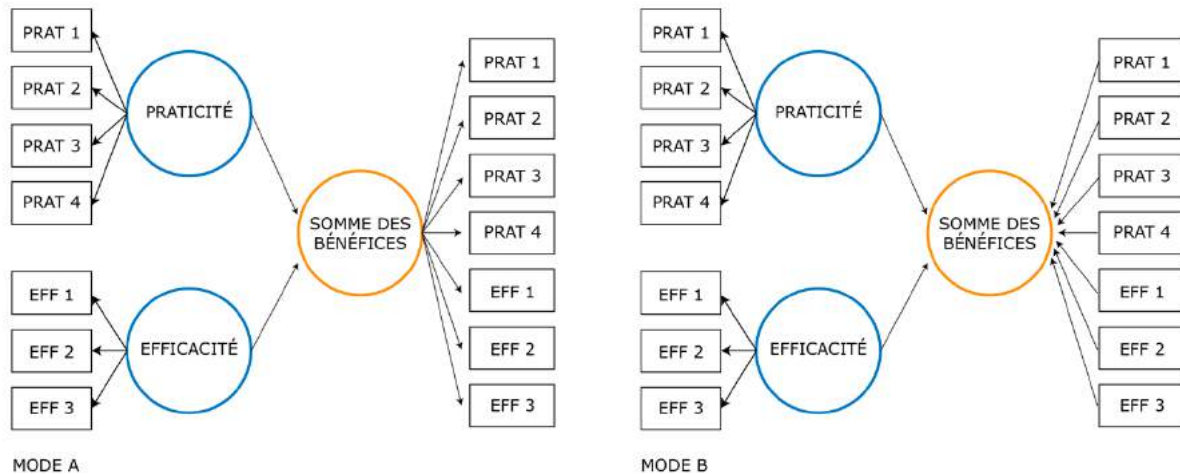 PRAT 1
PRAT 2
PRAT 3
PRAT 4
PRATICITÉ
EFF 1
EFF 2
EFF 3
EFFICACITÉ
SOMME DES
BÉNÉFICES
PRAT 1
PRAT 2
PRAT 3
PRAT 4
EFF 1
EFF 2
EFF 3
MODE A
PRAT 1
PRAT 2
PRAT 3
PRAT 4
PRATICITÉ
EFF 1
EFF 2
EFF 3
EFFICACITÉ
SOMME DES
BÉNÉFICES
PRAT 1
PRAT 2
PRAT 3
PRAT 4
EFF 1
EFF 2
EFF 3
MODE B